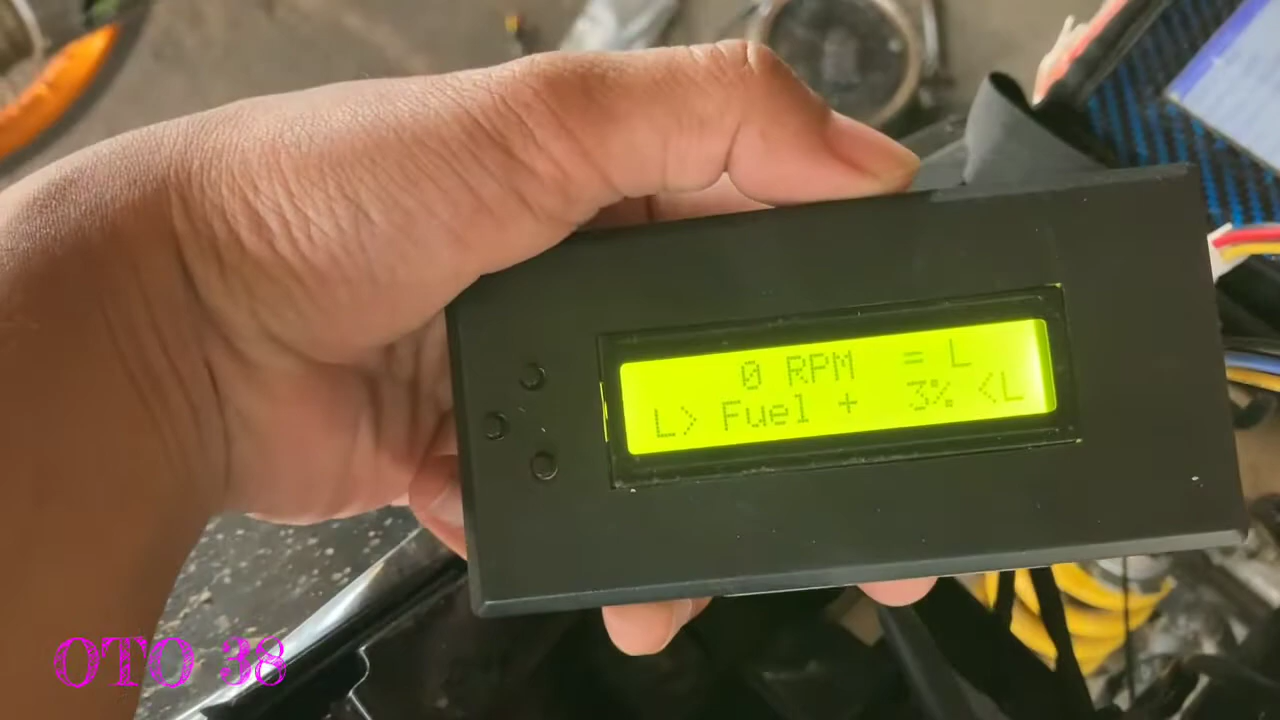 0 RPM = L
L> Fuel + 3% <L
OTO 38